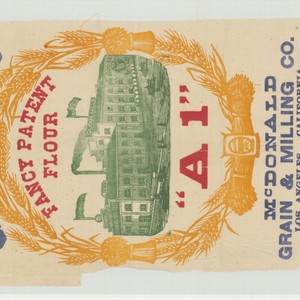 FANCY PATENT
FLOUR
"A1"
McDONALD
GRAIN & MILLING CO.
LOS ANGELES, CALIFORNIA